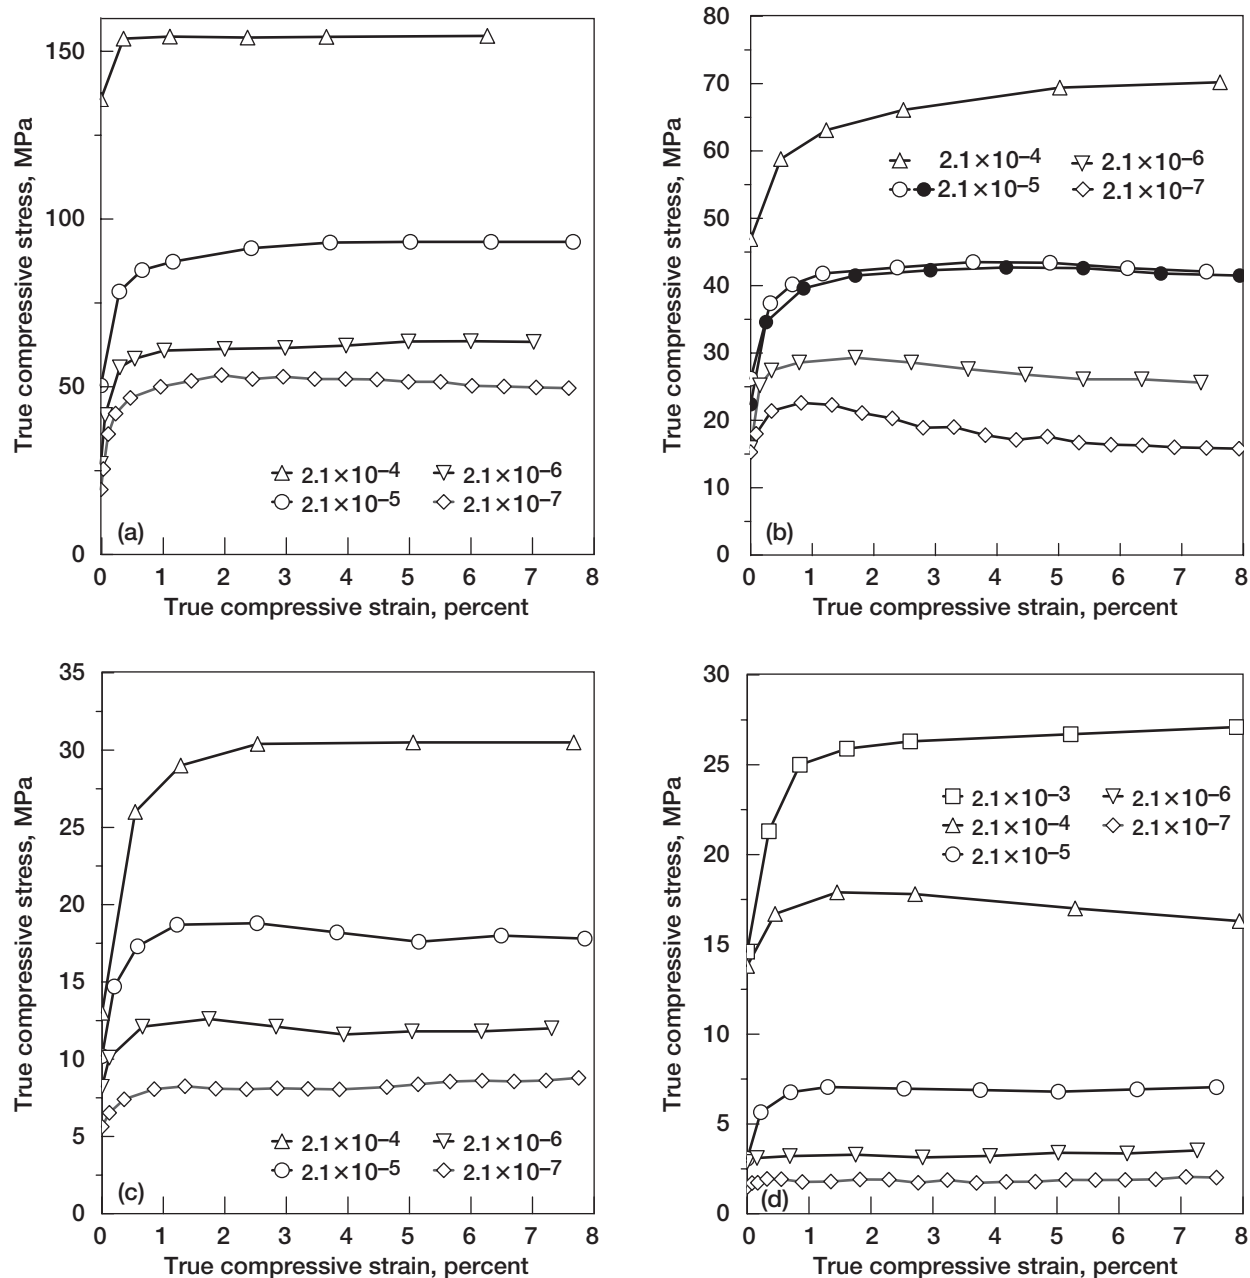 150
100
50
0
True compressive stress, MPa
2.1×10–4
2.1×10–6
2.1×10–5
2.1×10–7
(a)
0 1 2 3 4 5 6 7 8
True compressive strain, percent
80
70
60
50
40
30
20
10
0
True compressive stress, MPa
2.1×10–4
2.1×10–6
2.1×10–5
2.1×10–7
(b)
0 1 2 3 4 5 6 7 8
True compressive strain, percent
35
30
25
20
15
10
5
0
True compressive stress, MPa
2.1×10–4
2.1×10–6
2.1×10–5
2.1×10–7
(c)
0 1 2 3 4 5 6 7 8
True compressive strain, percent
30
25
20
15
10
5
0
True compressive stress, MPa
2.1×10–3
2.1×10–6
2.1×10–4
2.1×10–7
2.1×10–5
(d)
0 1 2 3 4 5 6 7 8
True compressive strain, percent